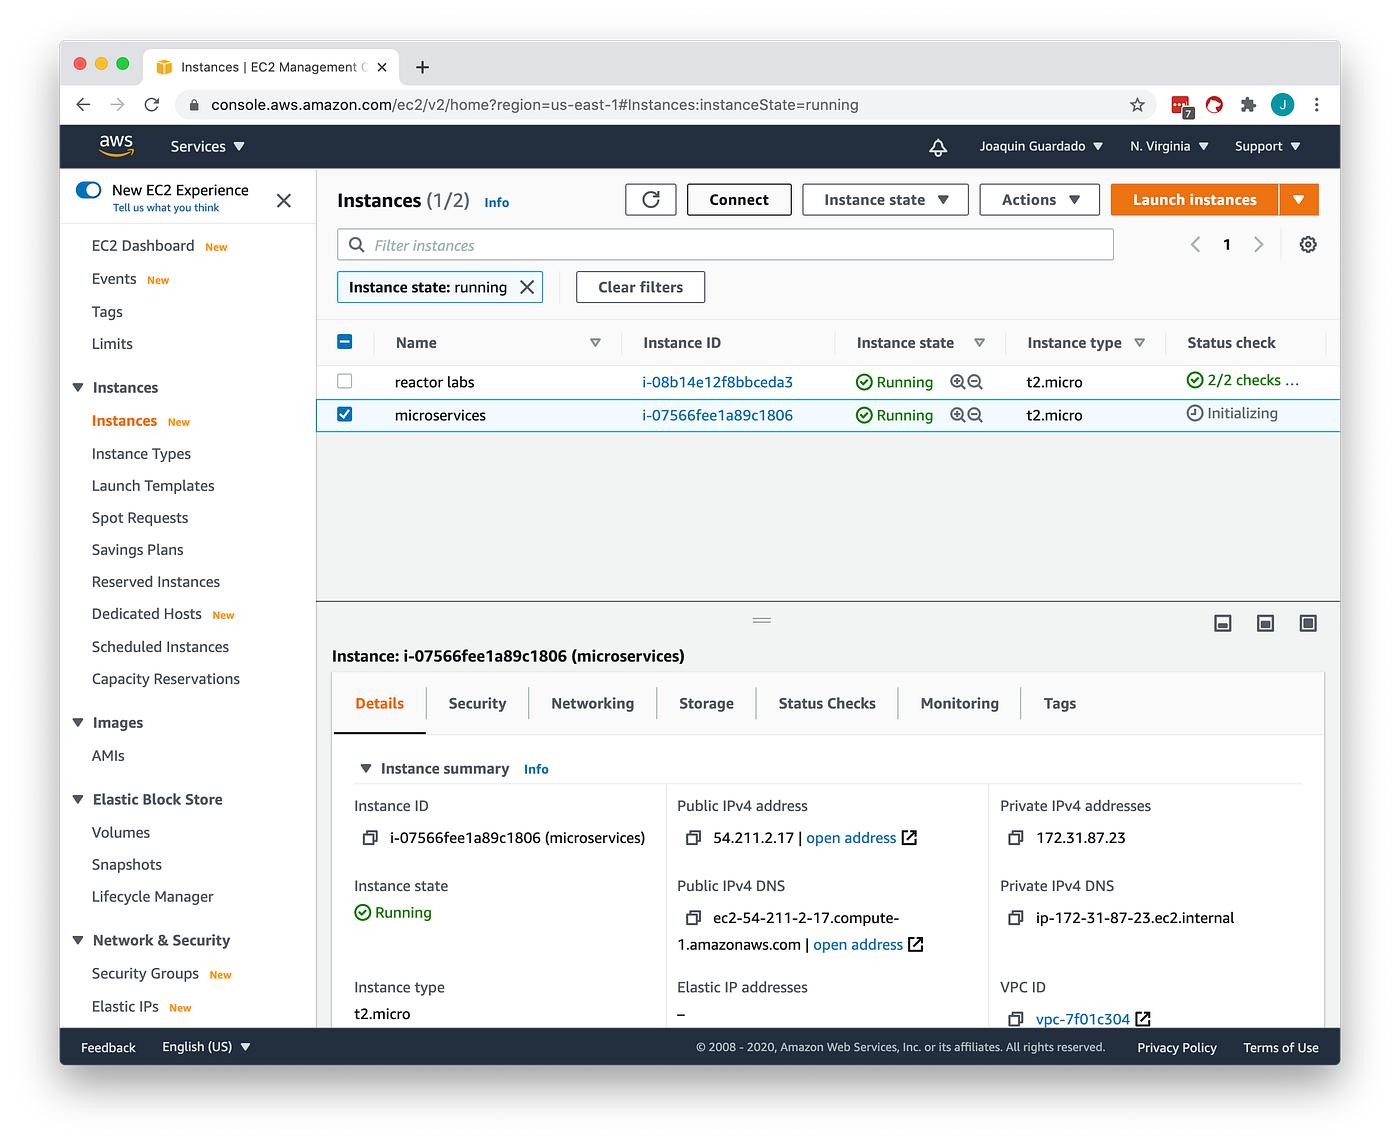 Instances | EC2 Management C
console.aws.amazon.com/ec2/v2/home?region=us-east-1#Instances:instanceState=running
7
J
aws
Services
Joaquin Guardado
N. Virginia
Support
New EC2 Experience
Tell us what you think
EC2 Dashboard New
Events New
Tags
Limits
Instances
Instances New
Instance Types
Launch Templates
Spot Requests
Savings Plans
Reserved Instances
Dedicated Hosts New
Scheduled Instances
Capacity Reservations
Images
AMIs
Elastic Block Store
Volumes
Snapshots
Lifecycle Manager
Network & Security
Security Groups New
Elastic IPs New
Instances (1/2) Info
Connect
Instance state
Actions
Launch instances
Filter instances
1
Instance state: running
Clear filters
Name Instance ID Instance state Instance type Status check
reactor labs i-08b14e12f8bbceda3 Running t2.micro 2/2 checks ...
microservices i-07566fee1a89c1806 Running t2.micro Initializing
Instance: i-07566fee1a89c1806 (microservices)
Details Security Networking Storage Status Checks Monitoring Tags
Instance summary Info
Instance ID
i-07566fee1a89c1806 (microservices)
Public IPv4 address
54.211.2.17 | open address
Private IPv4 addresses
172.31.87.23
Instance state
Running
Public IPv4 DNS
ec2-54-211-2-17.compute-
1.amazonaws.com | open address
Private IPv4 DNS
ip-172-31-87-23.ec2.internal
Instance type
t2.micro
Elastic IP addresses
–
VPC ID
vpc-7f01c304
Feedback
English (US)
© 2008 - 2020, Amazon Web Services, Inc. or its affiliates. All rights reserved.
Privacy Policy
Terms of Use